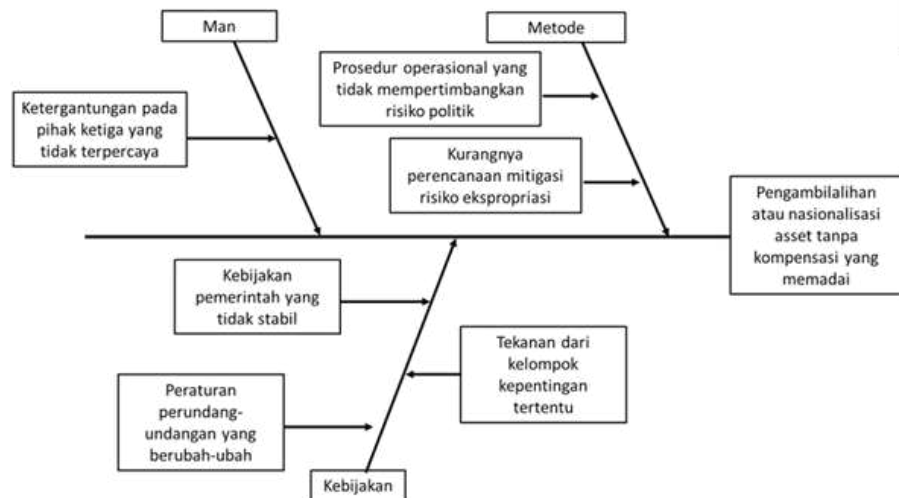 Man
Metode
Prosedur operasional yang
tidak mempertimbangkan
risiko politik
Ketergantungan pada
pihak ketiga yang
tidak terpercaya
Kurangnya
perencanaan mitigasi
risiko ekspropriasi
Pengambilalihan
atau nasionalisasi
asset tanpa
kompensasi yang
memadai
Kebijakan
pemerintah yang
tidak stabil
Tekanan dari
kelompok
kepentingan
tertentu
Peraturan
perundang-
undangan yang
berubah-ubah
Kebijakan